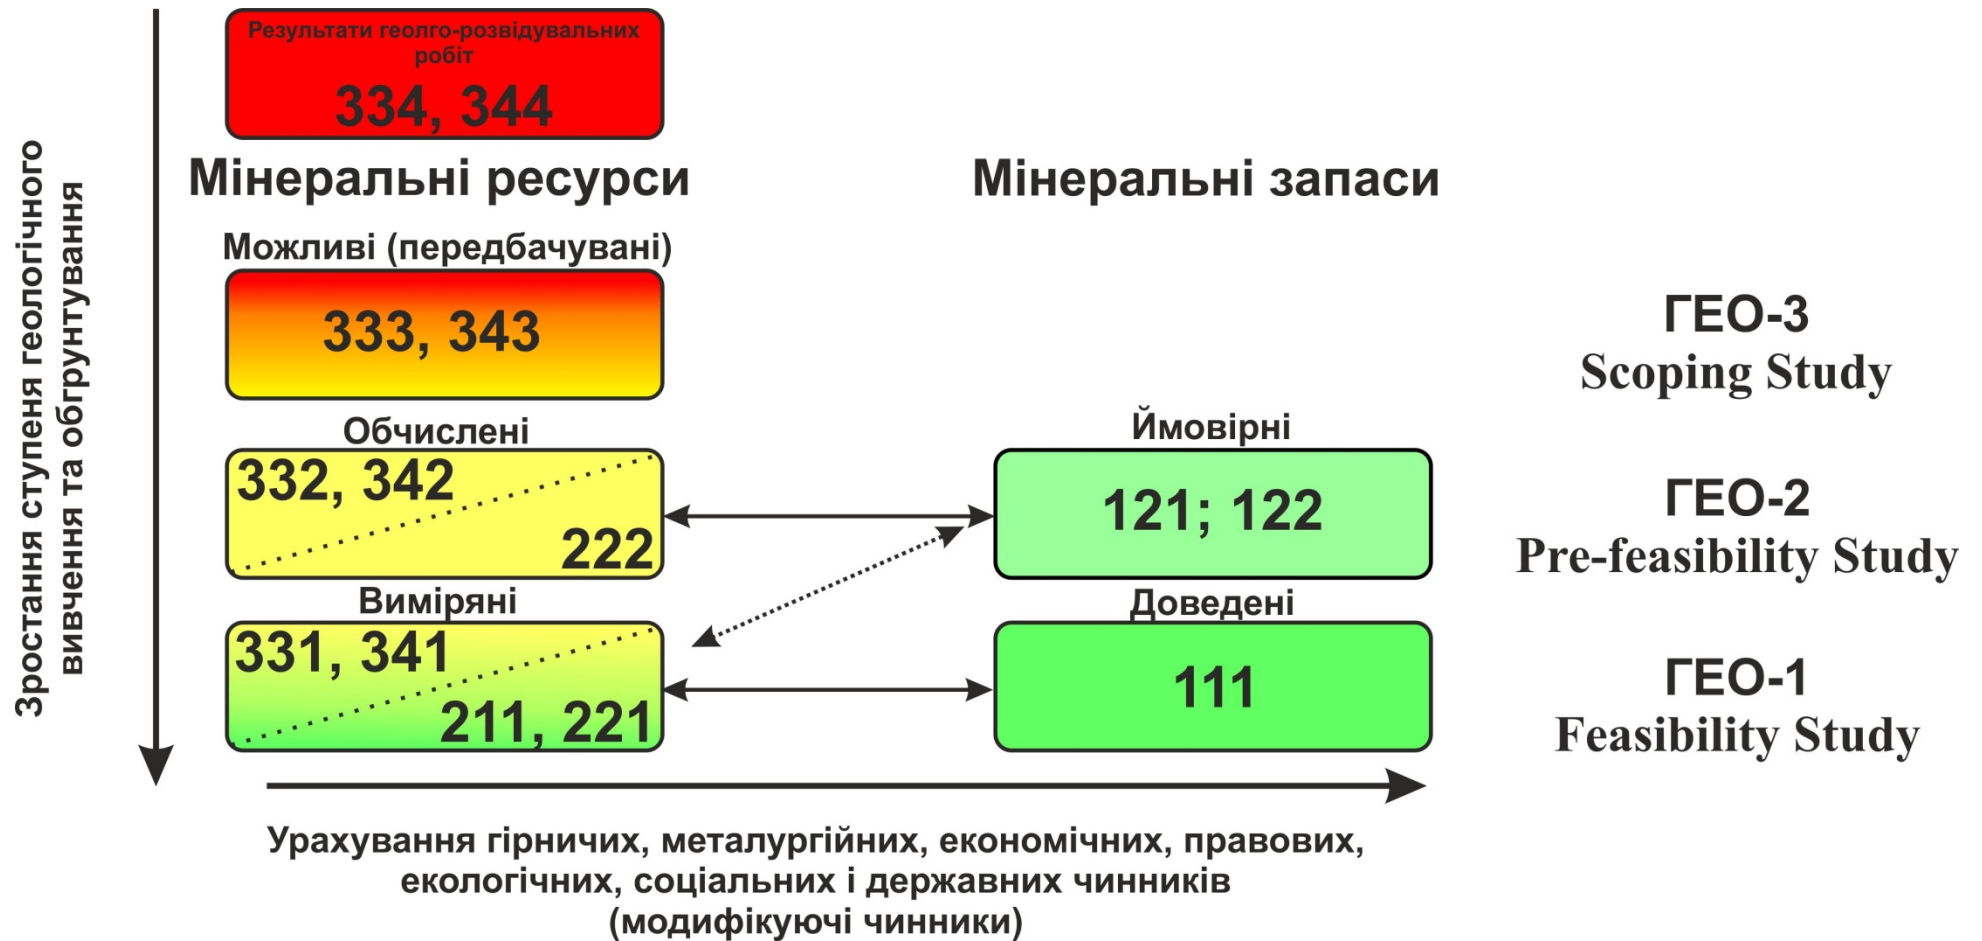 Результати геолго-розвідувальних
робіт
334, 344
Мінеральні ресурси
Мінеральні запаси
Можливі (передбачувані)
333, 343
ГЕО-3
Scoping Study
Обчислені
332, 342
222
Ймовірні
121; 122
ГЕО-2
Pre-feasibility Study
Виміряні
331, 341
211, 221
Доведені
111
ГЕО-1
Feasibility Study
Зростання ступеня геологічного
вивчення та обгрунтування
Урахування гірничих, металургійних, економічних, правових,
екологічних, соціальних і державних чинників
(модифікуючі чинники)